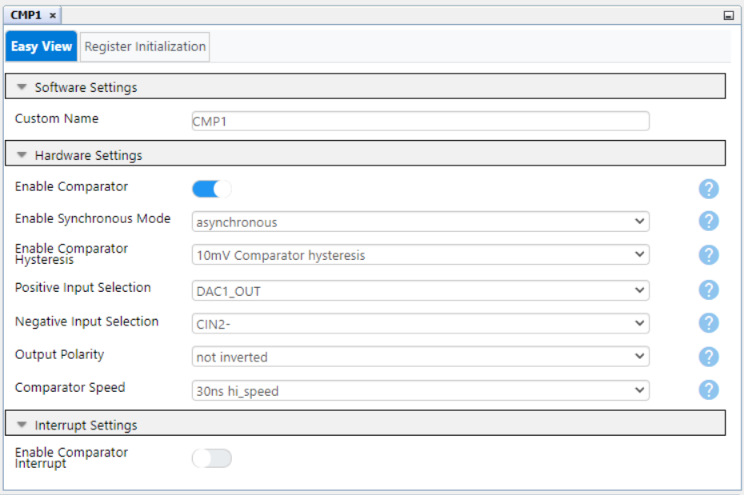 CMP1 ×
Easy View Register Initialization
Software Settings
Custom Name CMP1
Hardware Settings
Enable Comparator ?
Enable Synchronous Mode asynchronous ?
Enable Comparator
Hysteresis 10mV Comparator hysteresis ?
Positive Input Selection DAC1_OUT ?
Negative Input Selection CIN2- ?
Output Polarity not inverted ?
Comparator Speed 30ns hi_speed ?
Interrupt Settings
Enable Comparator
Interrupt